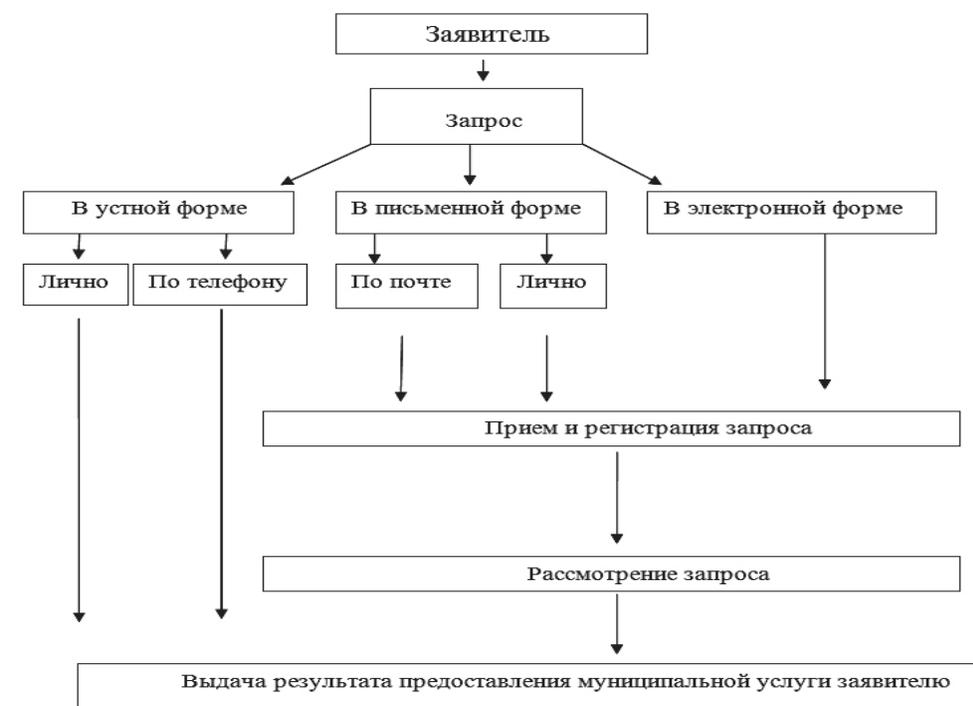 Заявитель
Запрос
В устной форме
В письменной форме
В электронной форме
Лично
По телефону
По почте
Лично
Прием и регистрация запроса
Рассмотрение запроса
Выдача результата предоставления муниципальной услуги заявителю